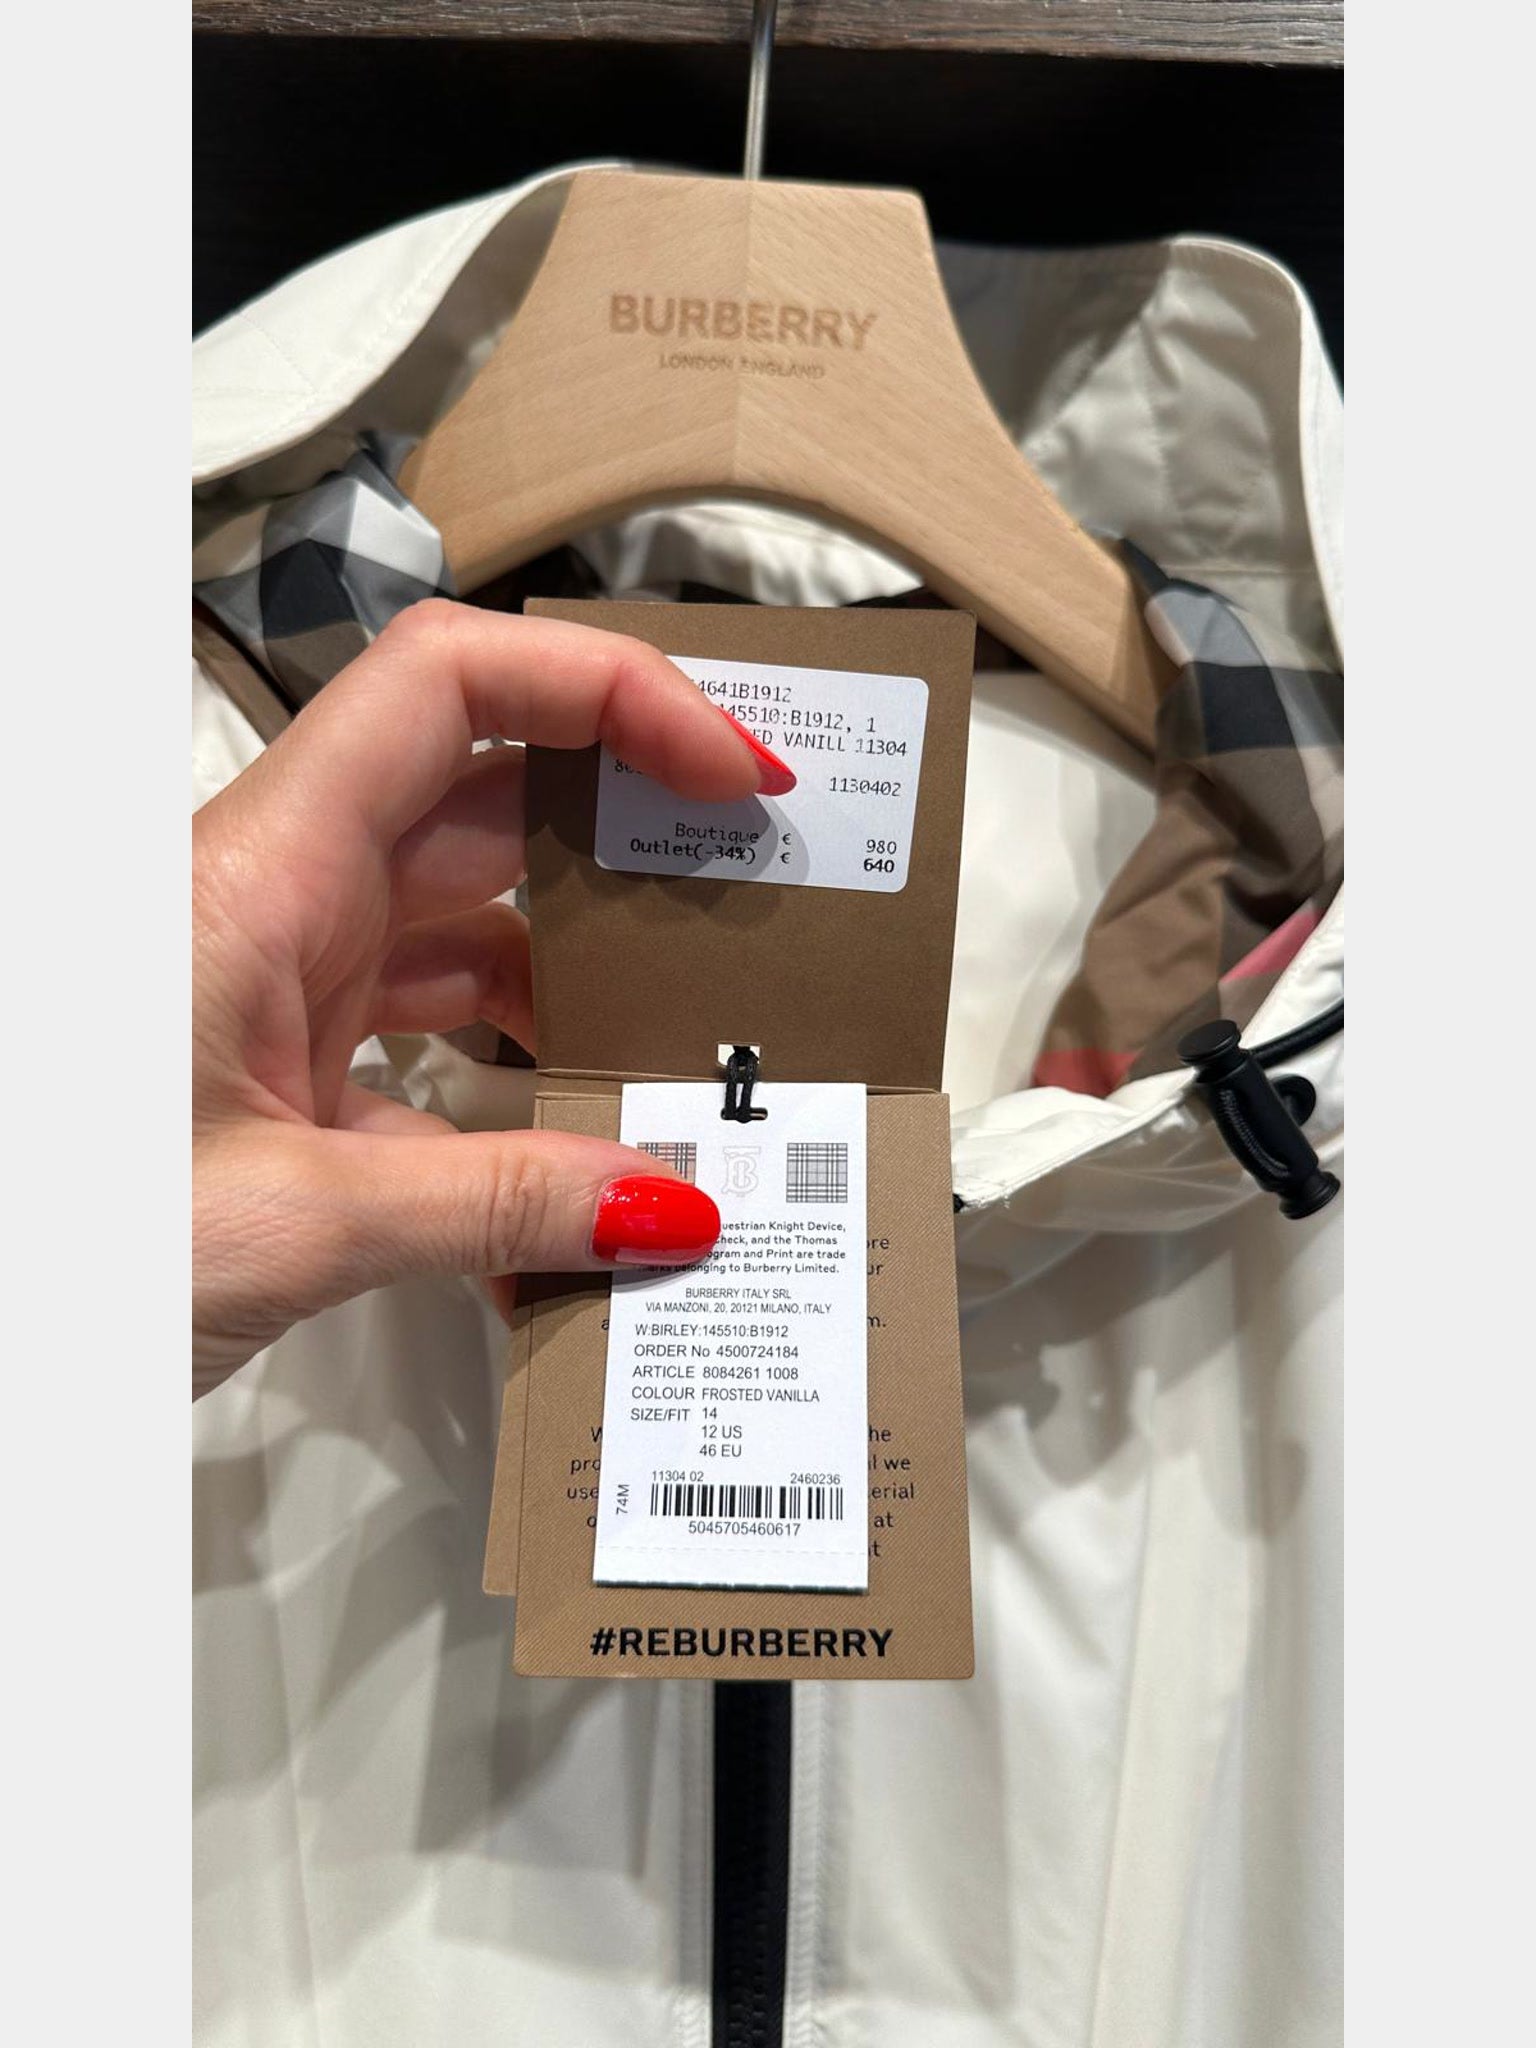 BURBERRY
LONDON ENGLAND
4641B1912
145510:B1912, 1
ED VANILL 11304
1130402
Boutique € 980
Outlet(-34%) € 640
Knight Device,
Check, and the Thomas
and Print are trade
belonging to Burberry Limited.
BURBERRY ITALY SRL
VIA MANZONI, 20, 20121 MILANO, ITALY
W:BIRLEY:145510:B1912
ORDER No 4500724184
ARTICLE 8084261 1008
COLOUR FROSTED VANILLA
SIZE/FIT 14
12 US
46 EU
11304 02 2460236
74M
5045705460617
we
at
#REBURBERRY